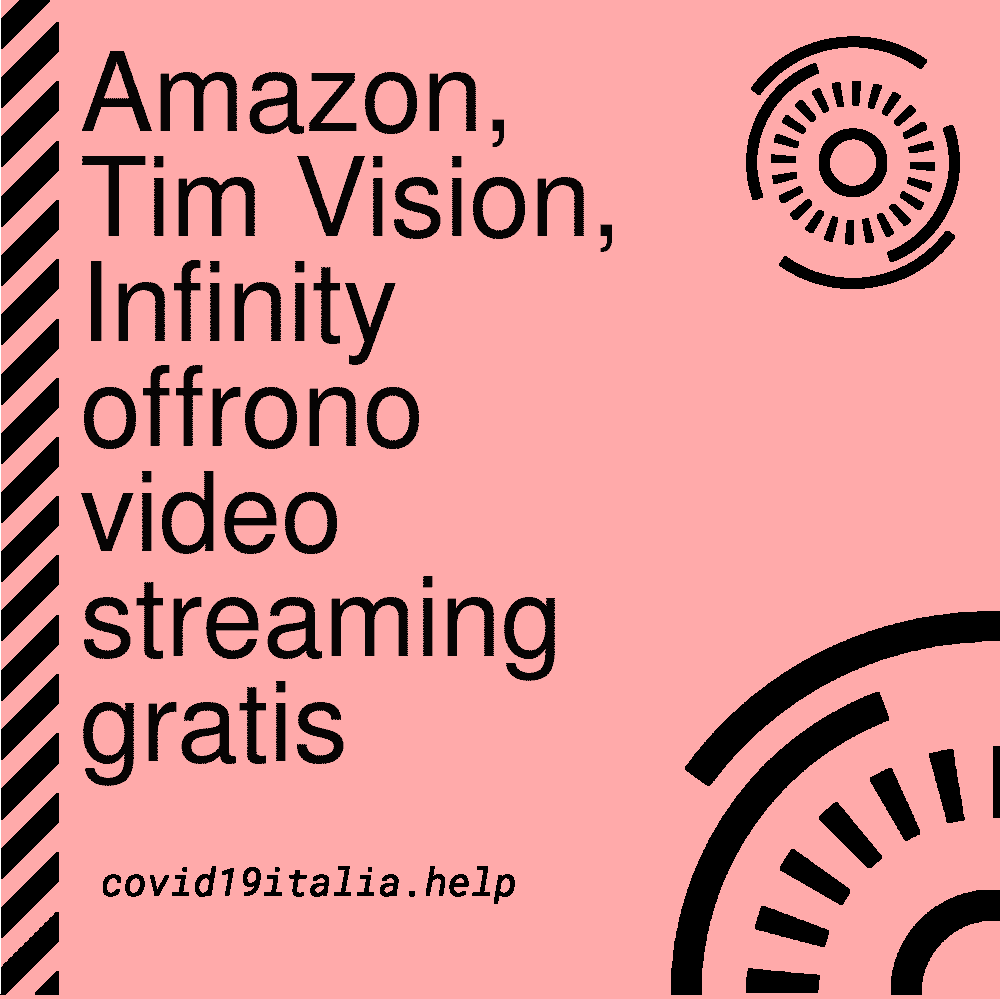 Amazon,
Tim Vision,
Infinity
offrono
video
streaming
gratis
covid19italia.help